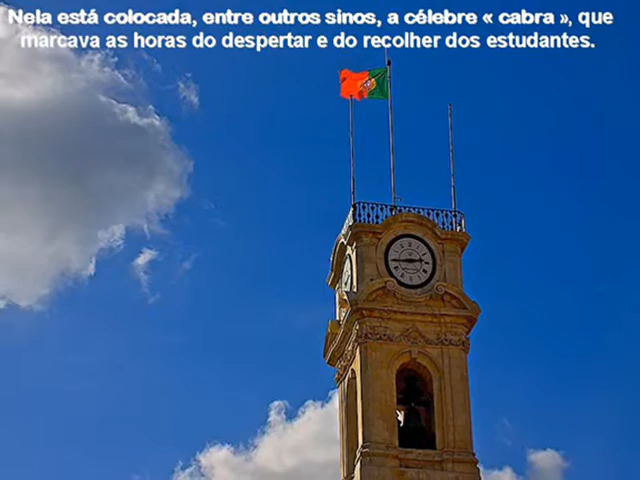 Nela está colocada, entre outros sinos, a célebre « cabra », que
marcava as horas do despertar e do recolher dos estudantes.